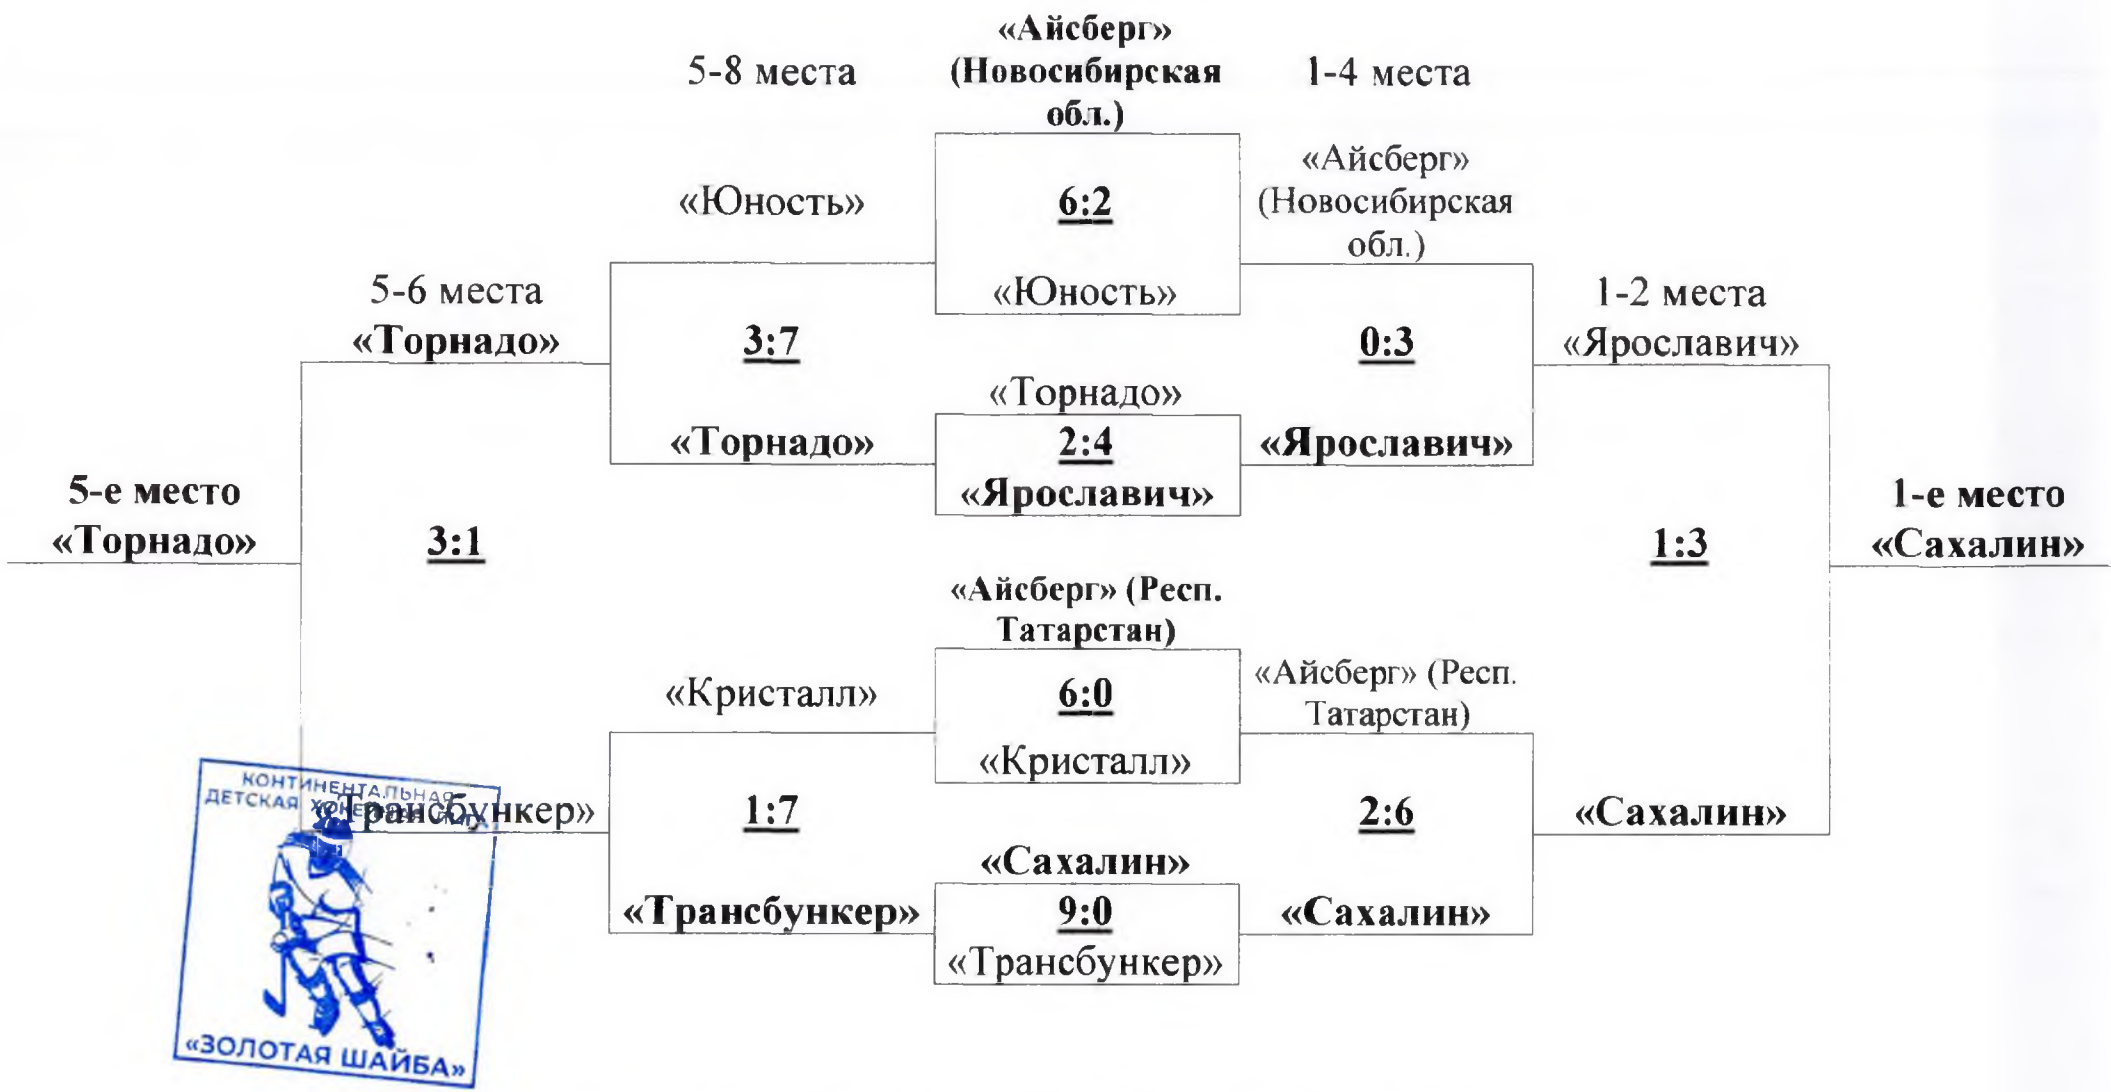 «Айсберг»
5-8 места
(Новосибирская
1-4 места
обл.)
«Юность»
6:2
«Айсберг»
(Новосибирская
обл.)
5-6 места
«Торнадо»
3:7
«Юность»
0:3
1-2 места
«Ярославич»
«Торнадо»
«Торнадо»
2:4
«Ярославич»
«Ярославич»
5-е место
«Торнадо»
3:1
1:3
1-е место
«Сахалин»
«Айсберг» (Респ.
Татарстан)
«Кристалл»
6:0
«Айсберг» (Респ.
Татарстан)
«Кристалл»
«Трансбункер»
1:7
2:6
«Сахалин»
«Сахалин»
«Трансбункер»
9:0
«Сахалин»
«Трансбункер»
КОНТИНЕНТАЛЬНАЯ
ДЕТСКАЯ ХОККЕЙНАЯ ЛИГА
«ЗОЛОТАЯ ШАЙБА»